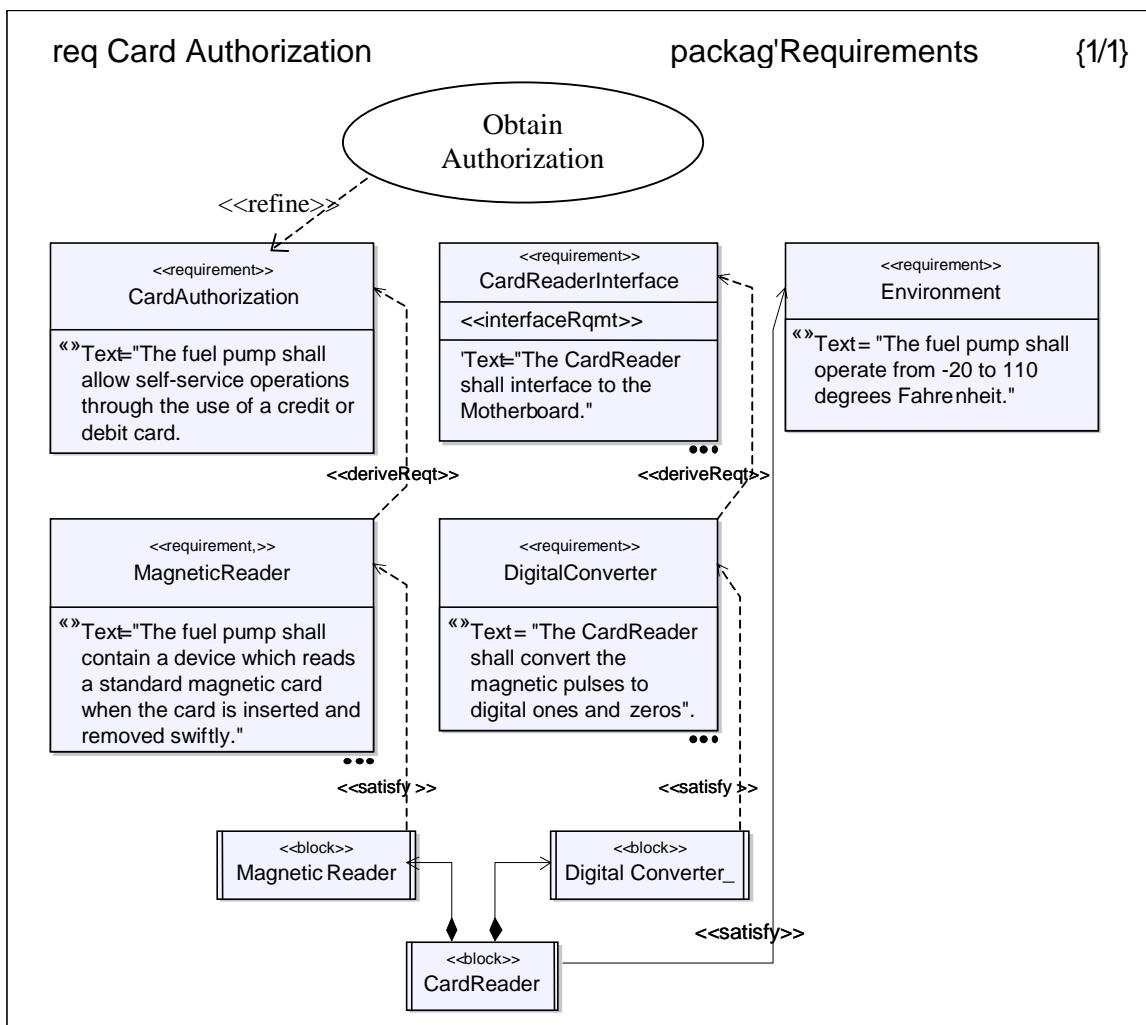 req Card Authorization packag'Requirements {1/1}
Obtain
Authorization
<<refine>>
<<requirement>>
CardAuthorization
«»Text="The fuel pump shall
allow self-service operations
through the use of a credit or
debit card.
<<requirement>>
CardReaderInterface
<<interfaceRqmt>>
'Text="The CardReader
shall interface to the
Motherboard."
<<requirement>>
Environment
«»Text= "The fuel pump shall
operate from -20 to 110
degrees Fahrenheit."
<<deriveReqt>>
<<deriveReqt>>
<<requirement,>>
MagneticReader
«»Text="The fuel pump shall
contain a device which reads
a standard magnetic card
when the card is inserted and
removed swiftly."
<<requirement>>
DigitalConverter
«»Text= "The CardReader
shall convert the
magnetic pulses to
digital ones and zeros".
<<satisfy >>
<<satisfy >>
<<block>>
Magnetic Reader
<<block>>
Digital Converter_
<<satisfy>>
<<block>>
CardReader